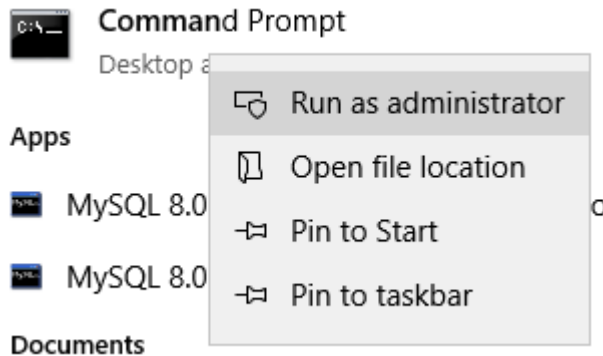 Command Prompt
Desktop a
Run as administrator
Apps
Open file location
MySQL 8.0
Pin to Start
MySQL 8.0
Pin to taskbar
Documents